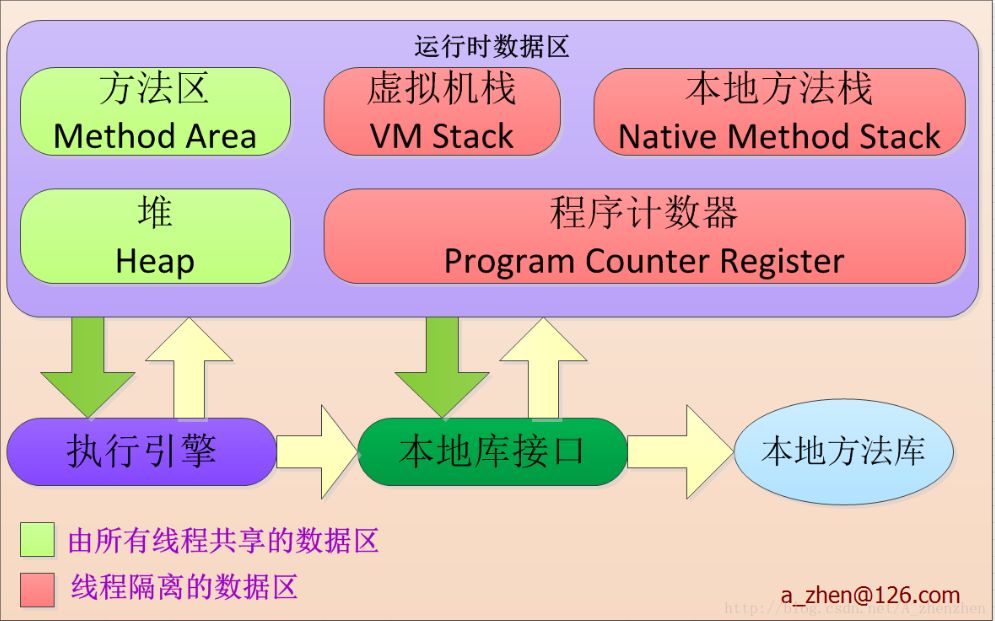 运行时数据区
方法区
Method Area
虚拟机栈
VM Stack
本地方法栈
Native Method Stack
堆
Heap
程序计数器
Program Counter Register
执行引擎
本地库接口
本地方法库
由所有线程共享的数据区
线程隔离的数据区
a_zhen@126.com
http://blog.csdn.net/A_zhenzhen